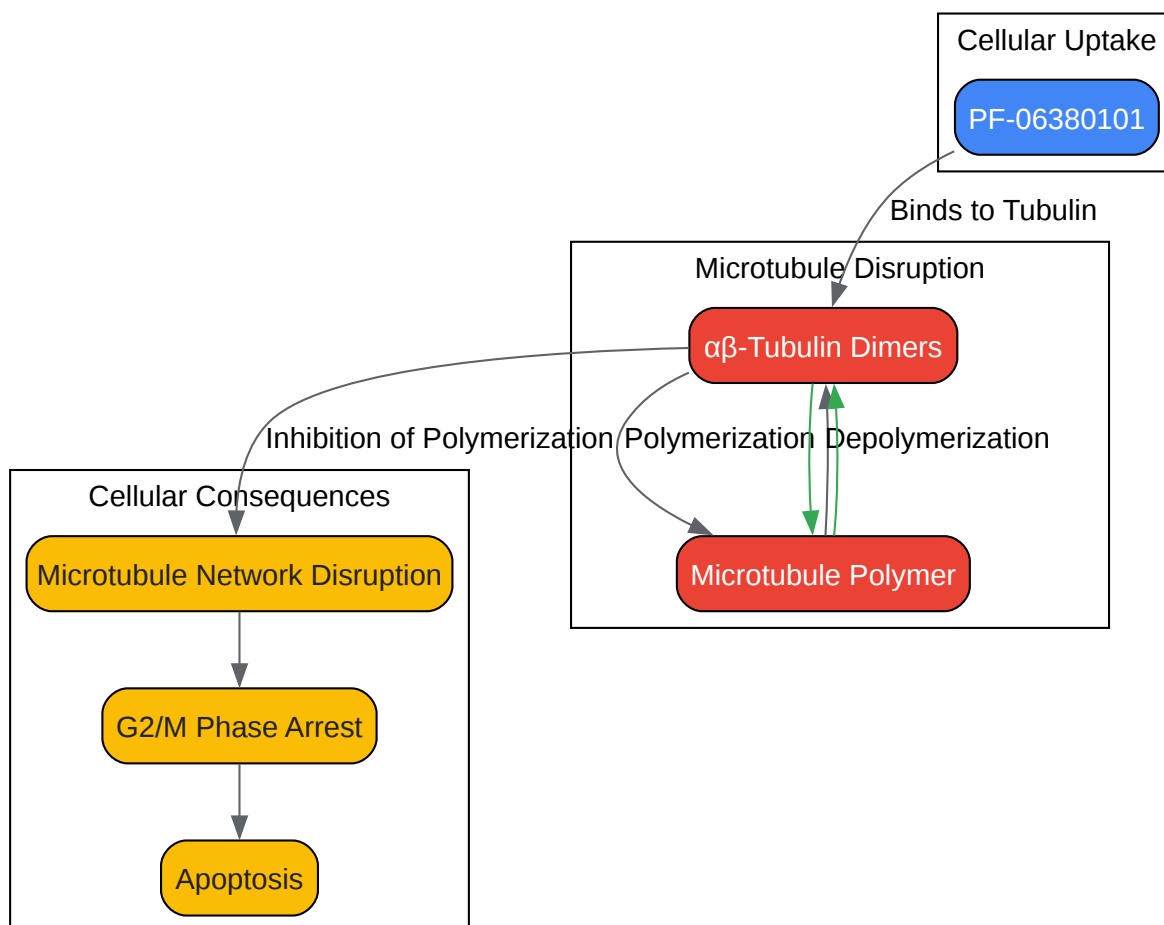 Cellular Uptake
PF-06380101
Binds to Tubulin
Microtubule Disruption
αβ-Tubulin Dimers
Inhibition of Polymerization
Polymerization
Depolymerization
Cellular Consequences
Microtubule Network Disruption
Microtubule Polymer
G2/M Phase Arrest
Apoptosis